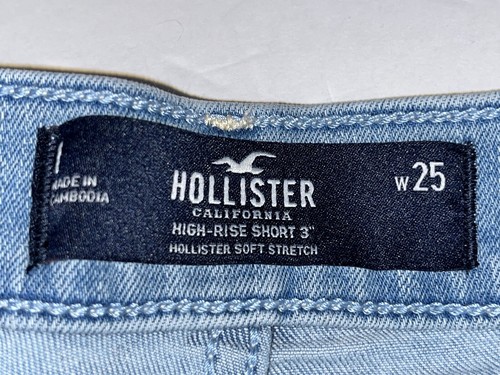 MADE IN
CAMBODIA
HOLLISTER
CALIFORNIA
HIGH-RISE SHORT 3"
HOLLISTER SOFT STRETCH
W25